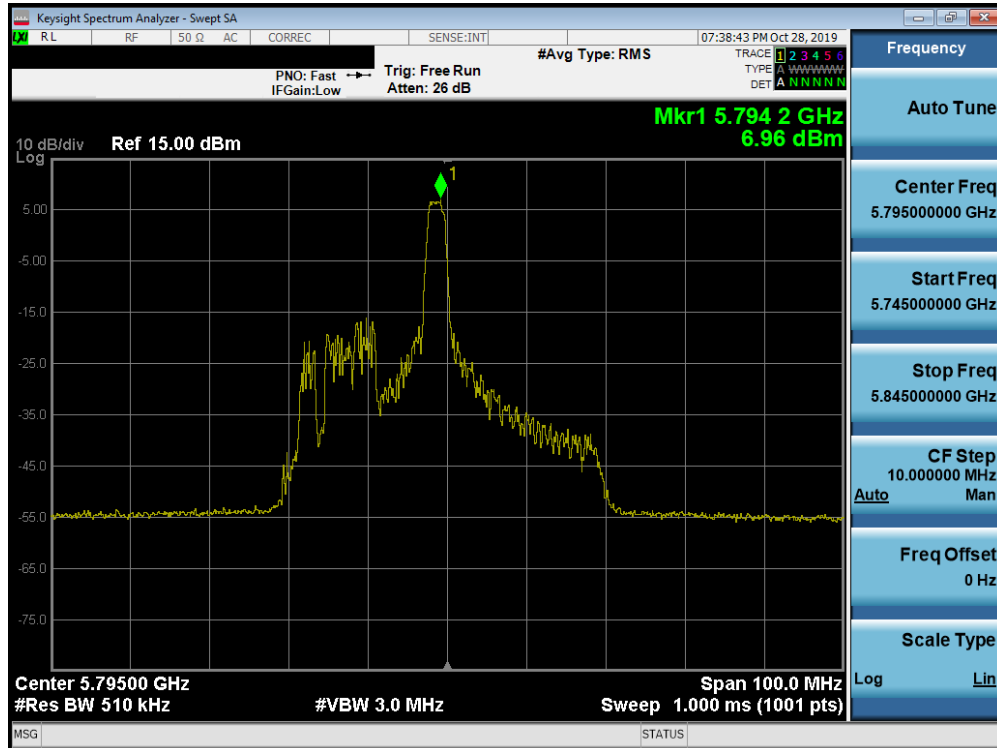 Keysight Spectrum Analyzer - Swept SA
LXI RL RF 50 Ω AC CORREC SENSE:INT 07:38:43 PM Oct 28, 2019
#Avg Type: RMS
TRACE 1 2 3 4 5 6
TYPE A WWWWW
DET A N N N N N
PNO: Fast
IFGain:Low
Trig: Free Run
Atten: 26 dB
Mkr1 5.794 2 GHz
6.96 dBm
10 dB/div
Log
Ref 15.00 dBm
1
5.00
-5.00
-15.0
-25.0
-35.0
-45.0
-55.0
-65.0
-75.0
Center 5.79500 GHz
Span 100.0 MHz
#Res BW 510 kHz
#VBW 3.0 MHz
Sweep 1.000 ms (1001 pts)
MSG
STATUS
Frequency
Auto Tune
Center Freq
5.795000000 GHz
Start Freq
5.745000000 GHz
Stop Freq
5.845000000 GHz
CF Step
10.000000 MHz
Auto Man
Freq Offset
0 Hz
Scale Type
Log Lin